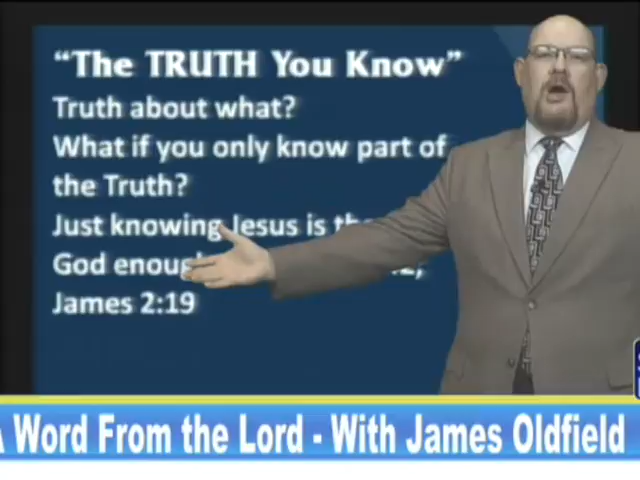 “The TRUTH You Know”
Truth about what?
What if you only know part of
the Truth?
Just knowing Jesus is
God
James 2:19
Word From the Lord - With James Oldfield